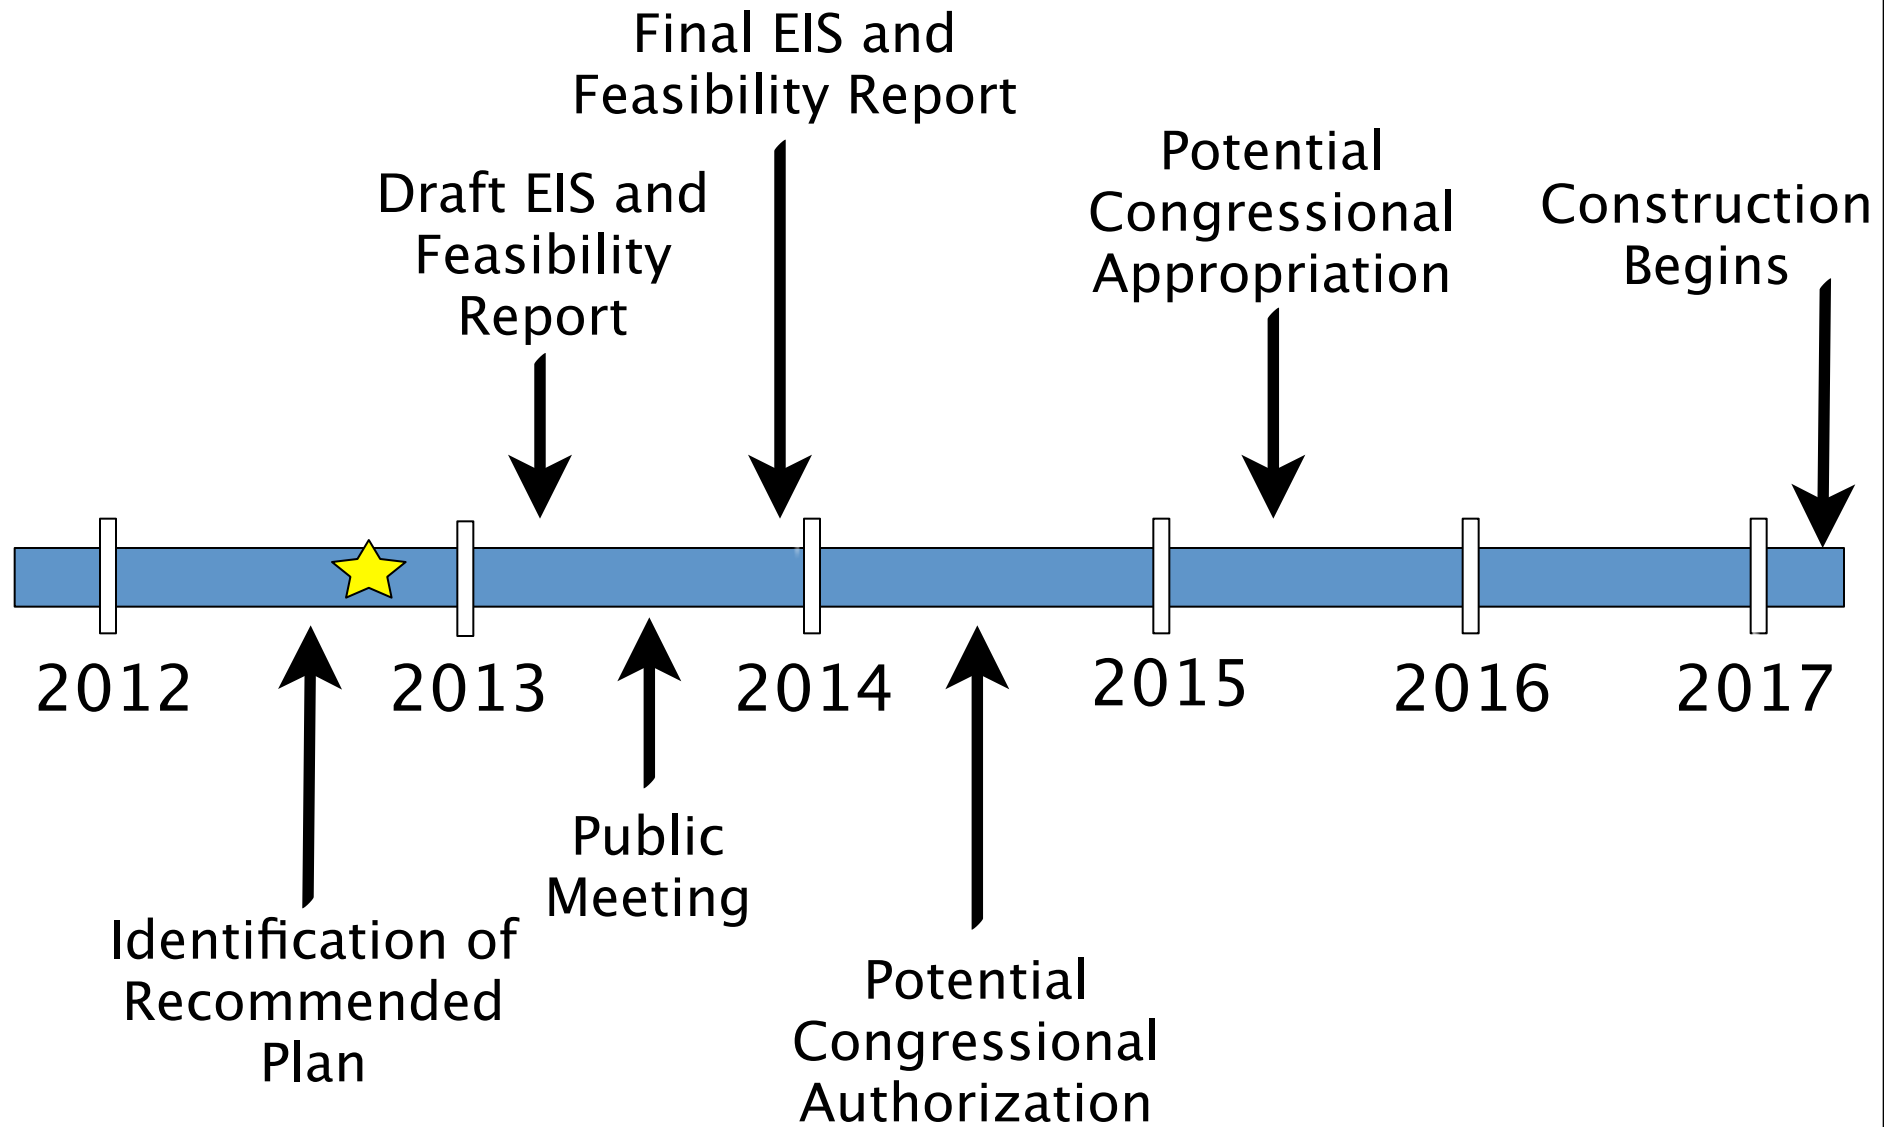 Final EIS and
Feasibility Report
Draft EIS and
Feasibility
Report
Potential
Congressional
Appropriation
Construction
Begins
2012
2013
2014
2015
2016
2017
Identification of
Recommended
Plan
Public
Meeting
Potential
Congressional
Authorization